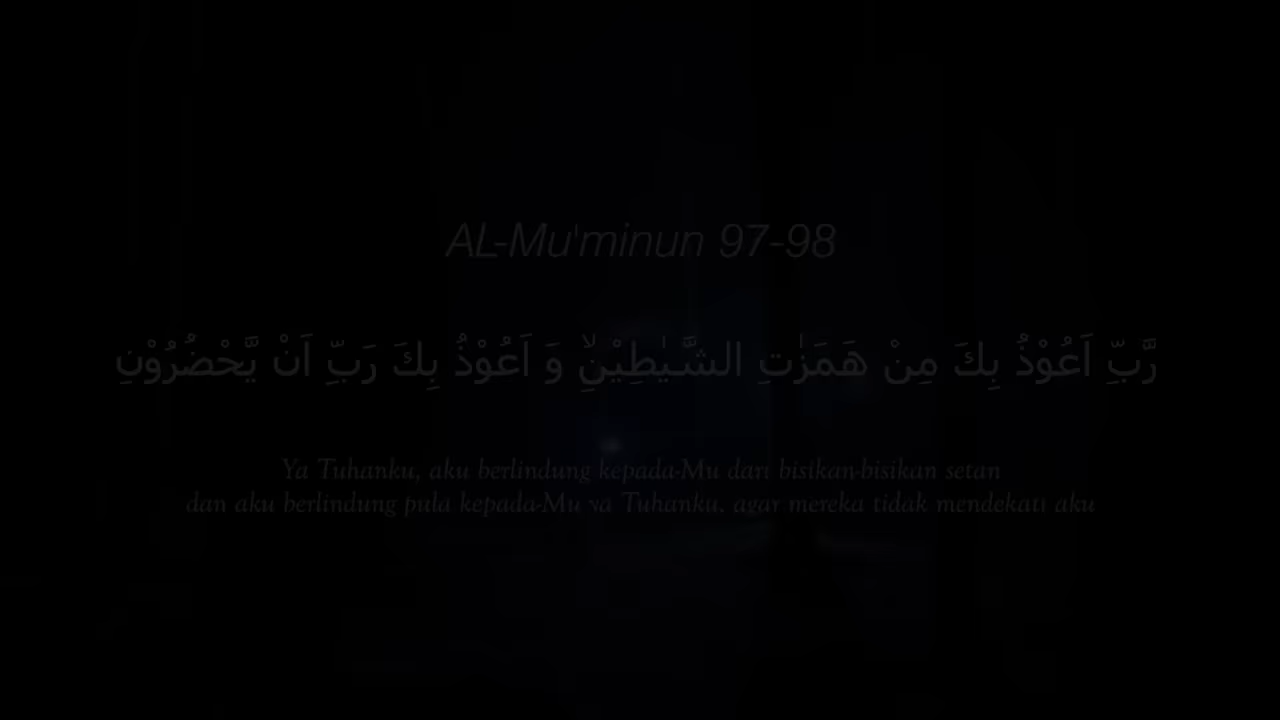 AL-Mu'minun 97-98
رَّبِّ اَعُوْذُ بِكَ مِنْ هَمَزٰتِ الشَّيٰطِيْنِۙ وَ اَعُوْذُ بِكَ رَبِّ اَنْ يَّحْضُرُوْنِ
Ya Tuhanku, aku berlindung kepada-Mu dari bisikan-bisikan setan
dan aku berlindung pula kepada-Mu ya Tuhanku, agar mereka tidak mendekati aku